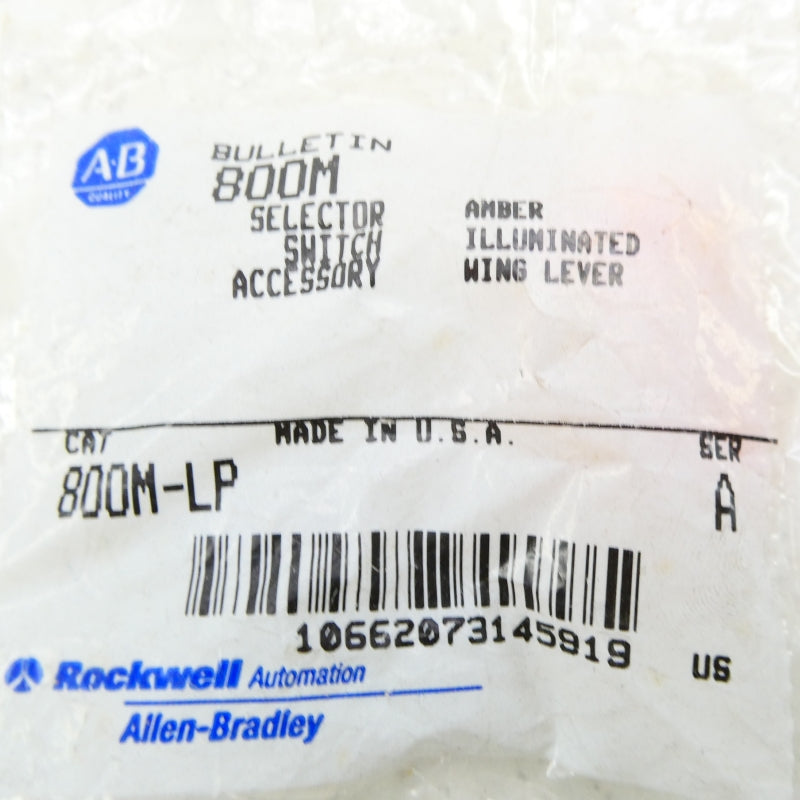 A·B
QUALITY
BULLETIN
800M
SELECTOR
SWITCH
ACCESSORY
AMBER
ILLUMINATED
WING LEVER
MADE IN U.S.A.
CAT
SER
800M-LP
A
10662073145919
US
Rockwell Automation
Allen-Bradley